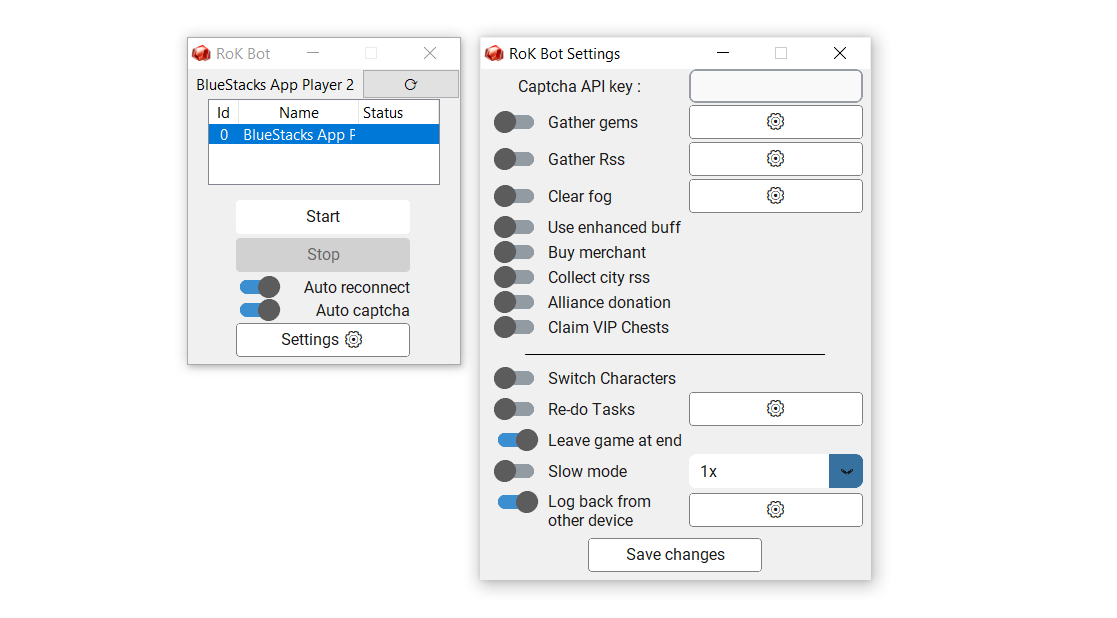 RoK Bot
BlueStacks App Player 2
Id Name Status
0 BlueStacks App P
Start
Stop
Auto reconnect
Auto captcha
Settings
RoK Bot Settings
Captcha API key :
Gather gems
Gather Rss
Clear fog
Use enhanced buff
Buy merchant
Collect city rss
Alliance donation
Claim VIP Chests
Switch Characters
Re-do Tasks
Leave game at end
Slow mode 1x
Log back from
other device
Save changes